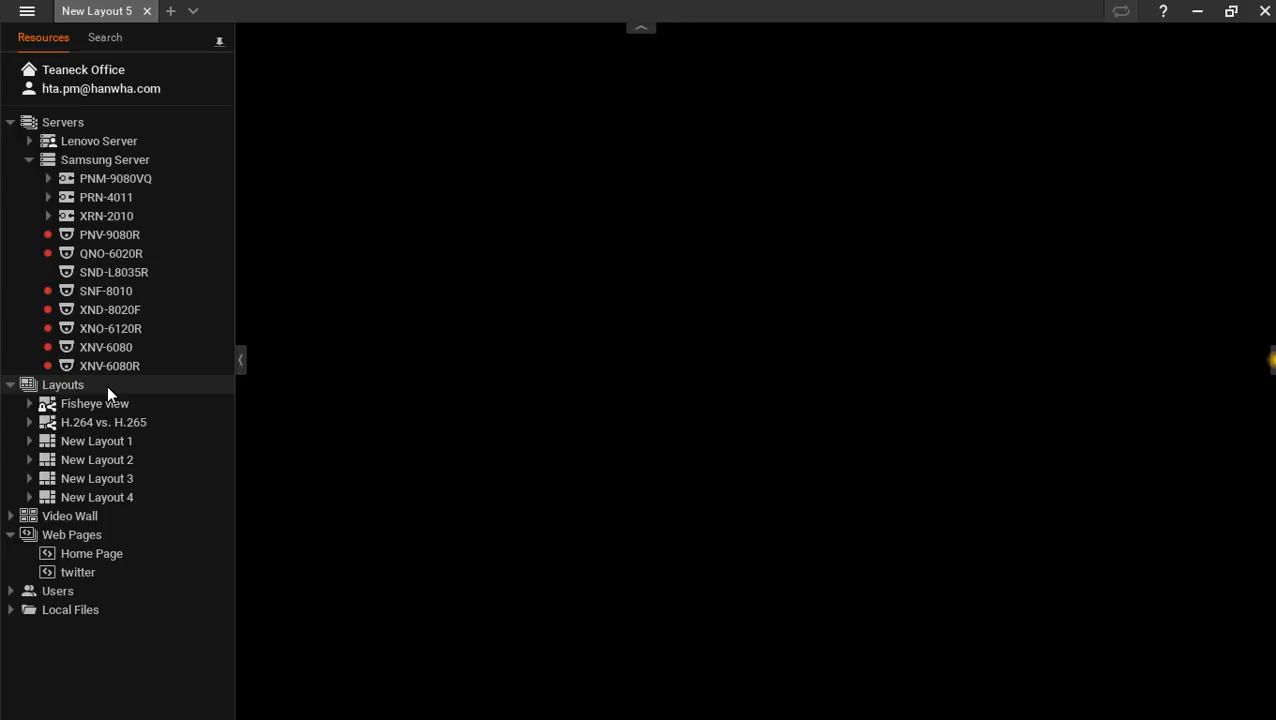 New Layout 5
?
Resources
Search
Teaneck Office
hta.pm@hanwha.com
Servers
Lenovo Server
Samsung Server
PNM-9080VQ
PRN-4011
XRN-2010
PNV-9080R
QNO-6020R
SND-L8035R
SNF-8010
XND-8020F
XNO-6120R
XNV-6080
XNV-6080R
Layouts
Fisheye view
H.264 vs. H.265
New Layout 1
New Layout 2
New Layout 3
New Layout 4
Video Wall
Web Pages
Home Page
twitter
Users
Local Files